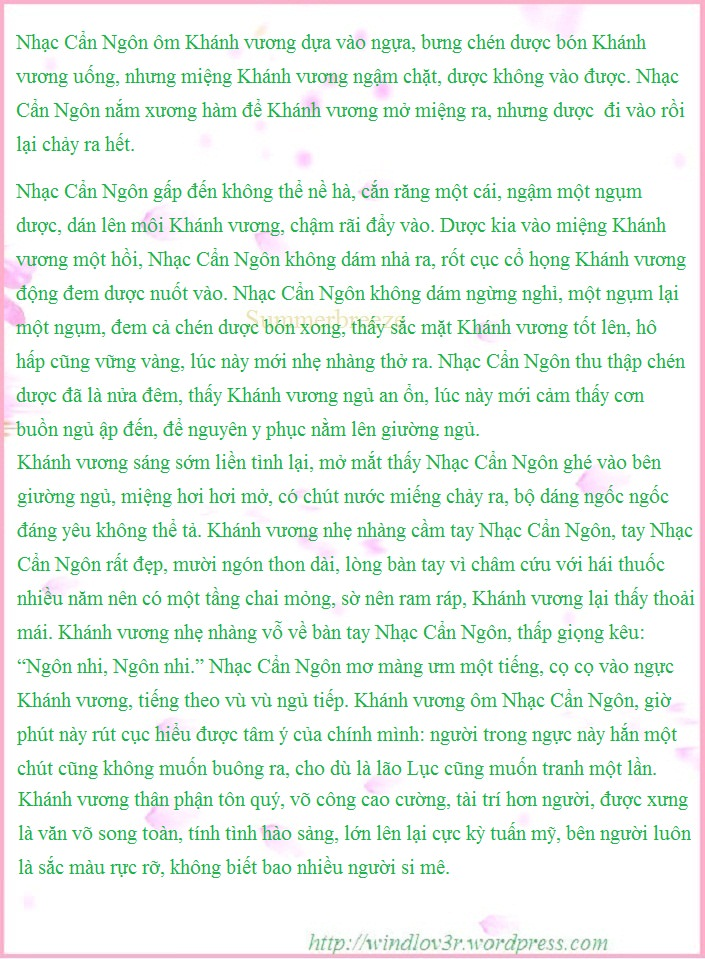 Nhạc Cẩn Ngôn ôm Khánh vương dựa vào ngựa, bưng chén dược bón Khánh
vương uống, nhưng miệng Khánh vương ngậm chặt, dược không vào được. Nhạc
Cẩn Ngôn nắm xương hàm để Khánh vương mở miệng ra, nhưng dược  đi vào rồi
lại chảy ra hết.
Nhạc Cẩn Ngôn gấp đến không thể nề hà, cắn răng một cái, ngậm một ngụm
dược, dán lên môi Khánh vương, chậm rãi đẩy vào. Dược kia vào miệng Khánh
vương một hồi, Nhạc Cẩn Ngôn không dám nhả ra, rốt cục cổ họng Khánh vương
động đem dược nuốt vào. Nhạc Cẩn Ngôn không dám ngừng nghỉ, một ngụm lại
Summerbreeze
một ngụm, đem cả chén dược bón xong, thấy sắc mặt Khánh vương tốt lên, hô
hấp cũng vững vàng, lúc này mới nhẹ nhàng thở ra. Nhạc Cẩn Ngôn thu thập chén
dược đã là nửa đêm, thấy Khánh vương ngủ an ổn, lúc này mới cảm thấy cơn
buồn ngủ ập đến, để nguyên y phục nằm lên giường ngủ.
Khánh vương sáng sớm liền tỉnh lại, mở mắt thấy Nhạc Cẩn Ngôn ghé vào bên
giường ngủ, miệng hơi hơi mở, có chút nước miếng chảy ra, bộ dáng ngốc ngốc
đáng yêu không thể tả. Khánh vương nhẹ nhàng cầm tay Nhạc Cẩn Ngôn, tay Nhạc
Cẩn Ngôn rất đẹp, mười ngón thon dài, lòng bàn tay vì châm cứu với hái thuốc
nhiều năm nên có một tầng chai mỏng, sờ nên ram ráp, Khánh vương lại thấy thoải
mái. Khánh vương nhẹ nhàng vỗ về bàn tay Nhạc Cẩn Ngôn, thấp giọng kêu:
“Ngôn nhi, Ngôn nhi.” Nhạc Cẩn Ngôn mơ màng ưm một tiếng, cọ cọ vào ngực
Khánh vương, tiếng theo vù vù ngủ tiếp. Khánh vương ôm Nhạc Cẩn Ngôn, giờ
phút này rút cục hiểu được tâm ý của chính mình: người trong ngực này hắn một
chút cũng không muốn buông ra, cho dù là lão Lục cũng muốn tranh một lần.
Khánh vương thận phận tôn quý, võ công cao cường, tài trí hơn người, được xưng
là văn võ song toàn, tính tình hào sảng, lớn lên lại cực kỳ tuấn mỹ, bên người luôn
là sắc màu rực rỡ, không biết bao nhiều người si mê.
http://windlov3r.wordpress.com